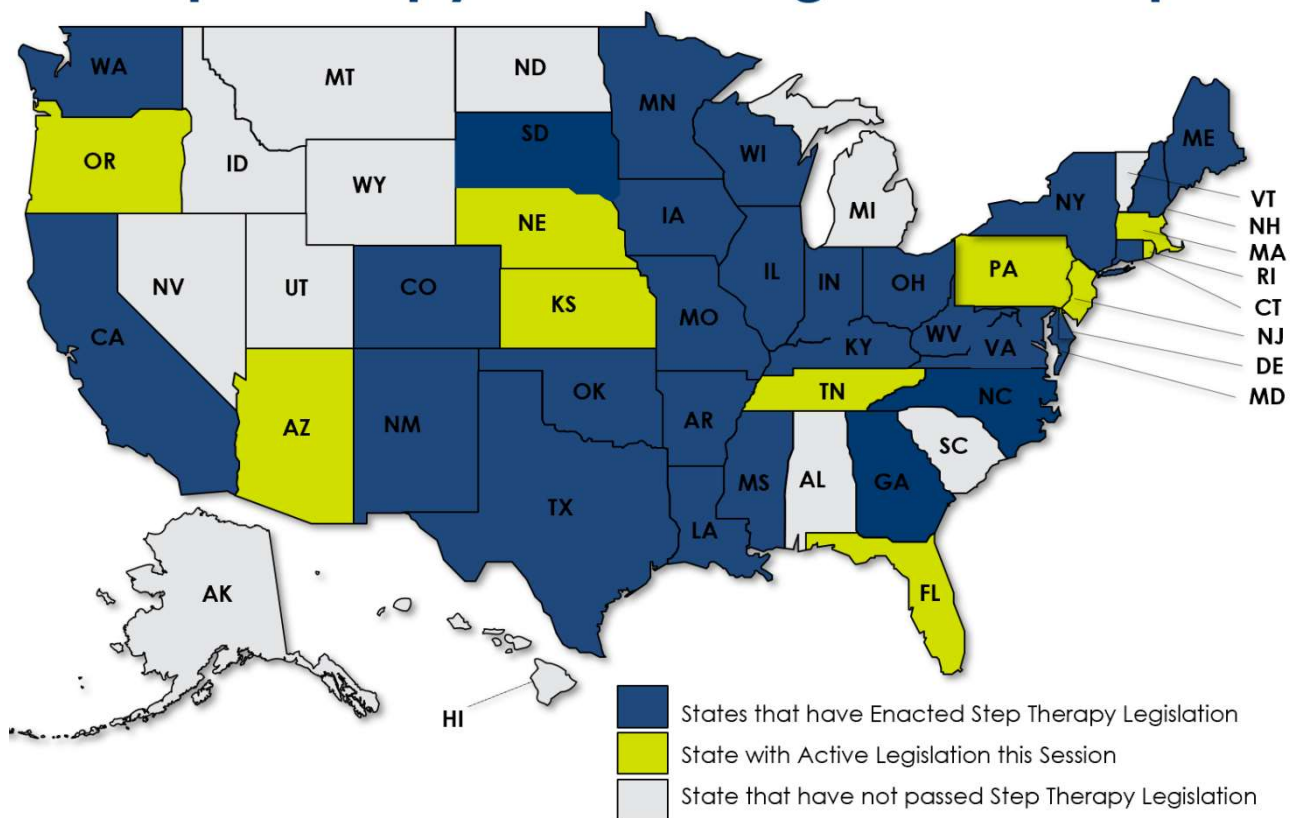 WA
MT
ND
MN
ME
OR
ID
SD
WI
WY
MI
NY
VT
NH
MA
RI
CT
NJ
DE
MD
NE
IA
PA
NV
UT
CO
KS
IL
IN
OH
CA
MO
WV
VA
KY
AZ
NM
OK
AR
TN
NC
SC
MS
AL
GA
TX
LA
FL
AK
HI
States that have Enacted Step Therapy Legislation
State with Active Legislation this Session
State that have not passed Step Therapy Legislation